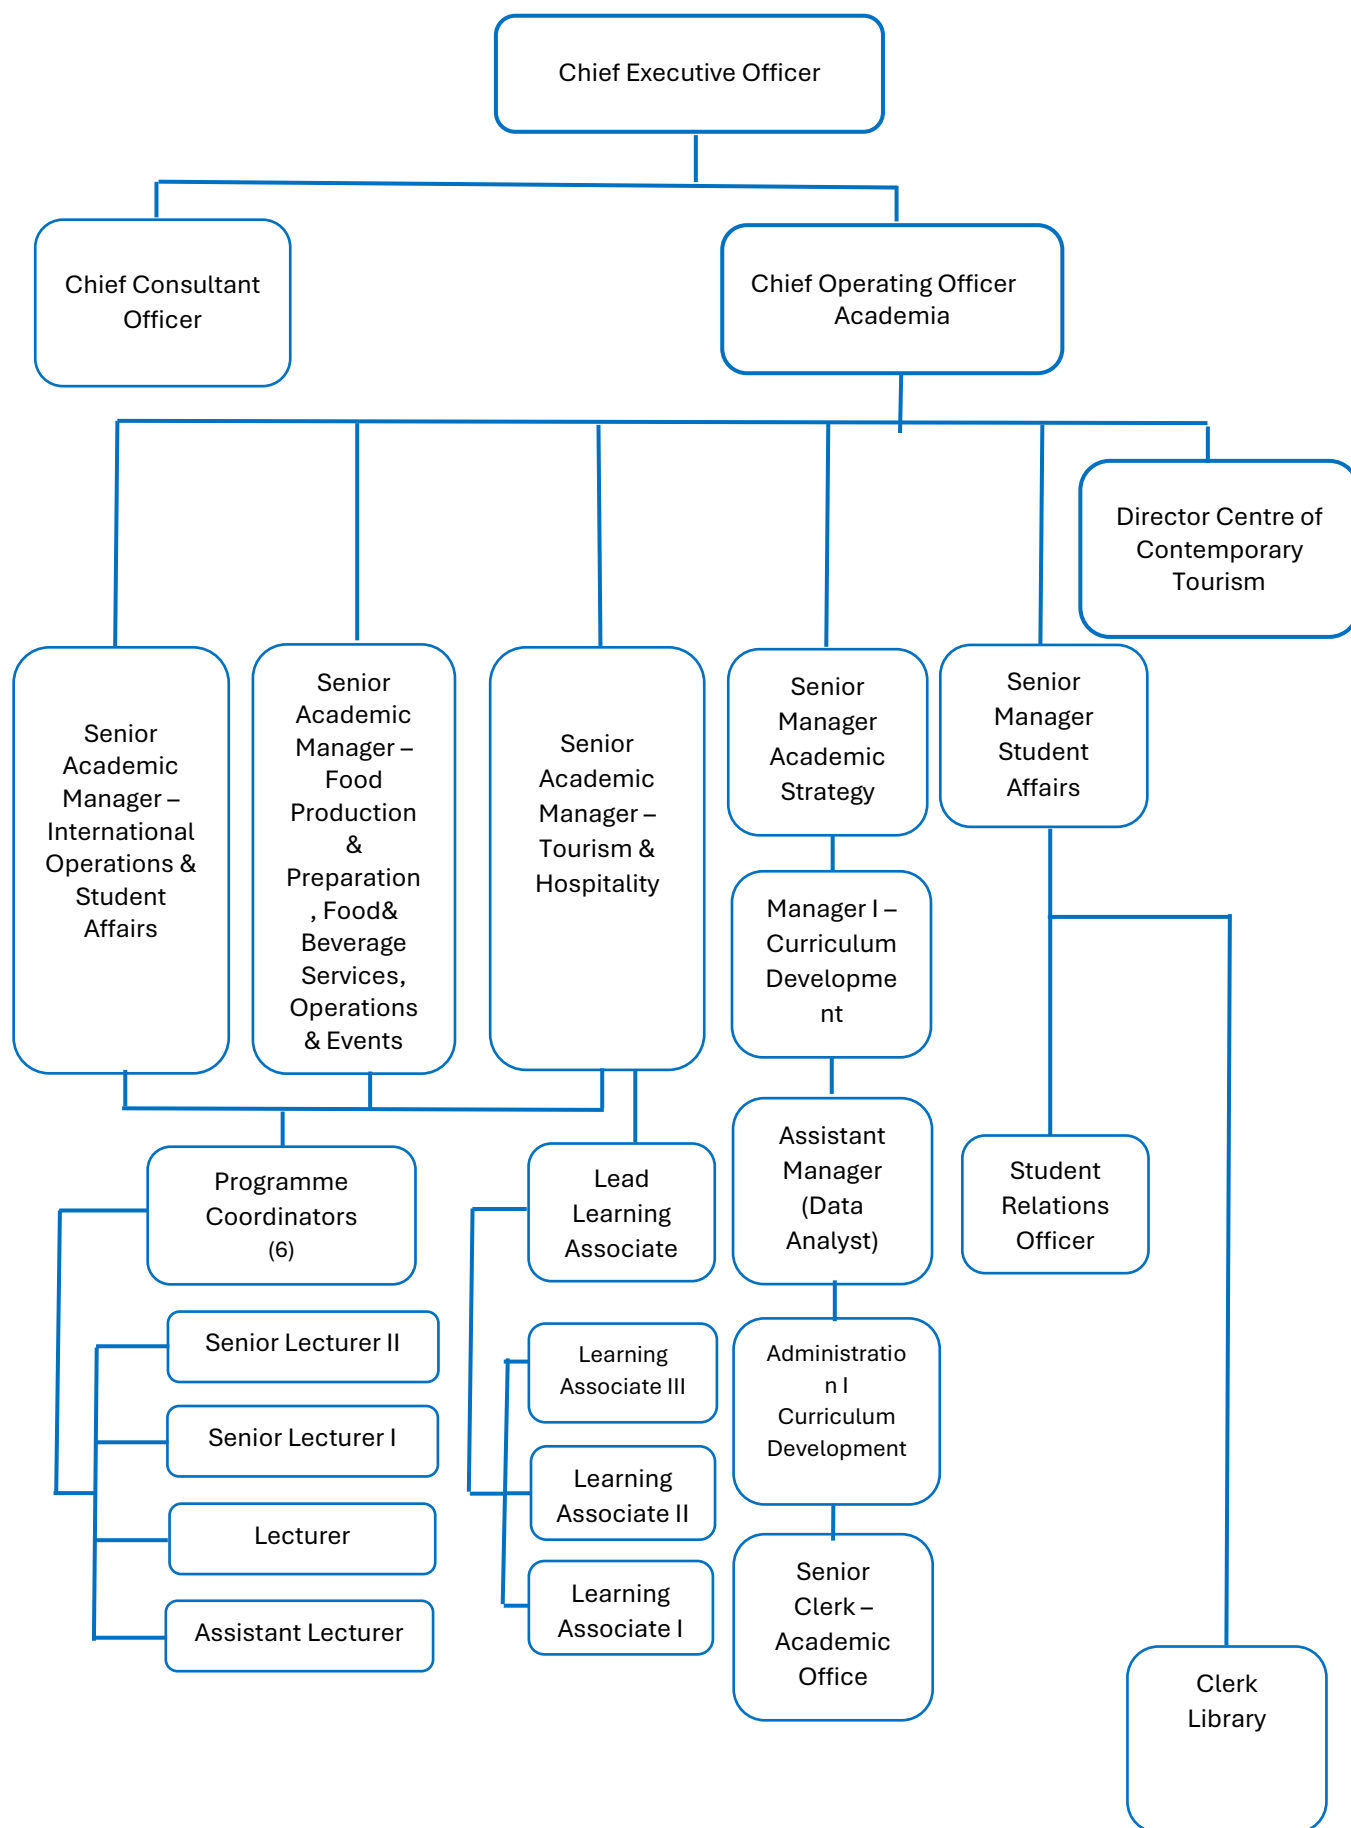 Chief Executive Officer
Chief Consultant
Officer
Chief Operating Officer
Academia
Director Centre of
Contemporary
Tourism
Senior
Academic
Manager –
International
Operations &
Student
Affairs
Senior
Academic
Manager –
Food
Production
&
Preparation
, Food&
Beverage
Services,
Operations
& Events
Senior
Academic
Manager –
Tourism &
Hospitality
Senior
Manager
Academic
Strategy
Senior
Manager
Student
Affairs
Manager I –
Curriculum
Developme
nt
Assistant
Manager
(Data
Analyst)
Programme
Coordinators
(6)
Lead
Learning
Associate
Student
Relations
Officer
Senior Lecturer II
Senior Lecturer I
Lecturer
Assistant Lecturer
Learning
Associate III
Learning
Associate II
Learning
Associate I
Administratio
n I
Curriculum
Development
Senior
Clerk –
Academic
Office
Clerk
Library